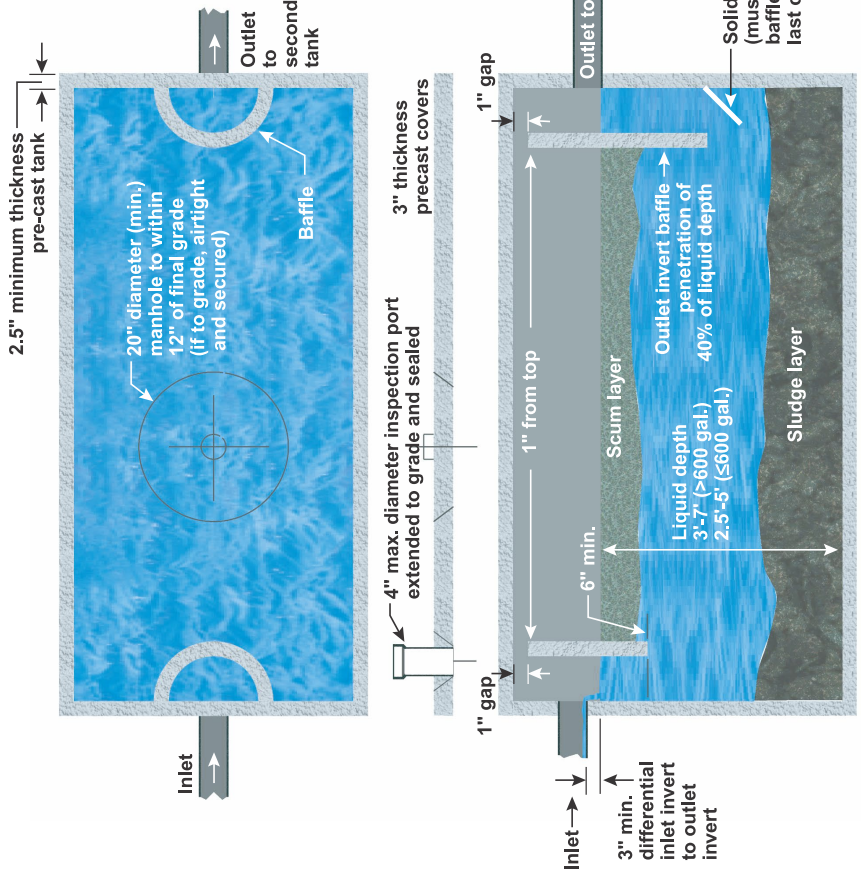 2.5" minimum thickness
pre-cast tank
Outlet
to
second
tank
20" diameter (min.)
manhole to within
12" of final grade
(if to grade, airtight
and secured)
Baffle
Inlet
3" thickness
precast covers
4" max. diameter inspection port
extended to grade and sealed
1" gap
Outlet to
Solid
(mus
baffle
last c
1" from top
Scum layer
Outlet invert baffle
penetration of
40% of liquid depth
6" min.
Liquid depth
3'-7' (>600 gal.)
2.5'-5' (≤600 gal.)
Sludge layer
1" gap
Inlet
3" min.
differential
inlet invert
to outlet
invert